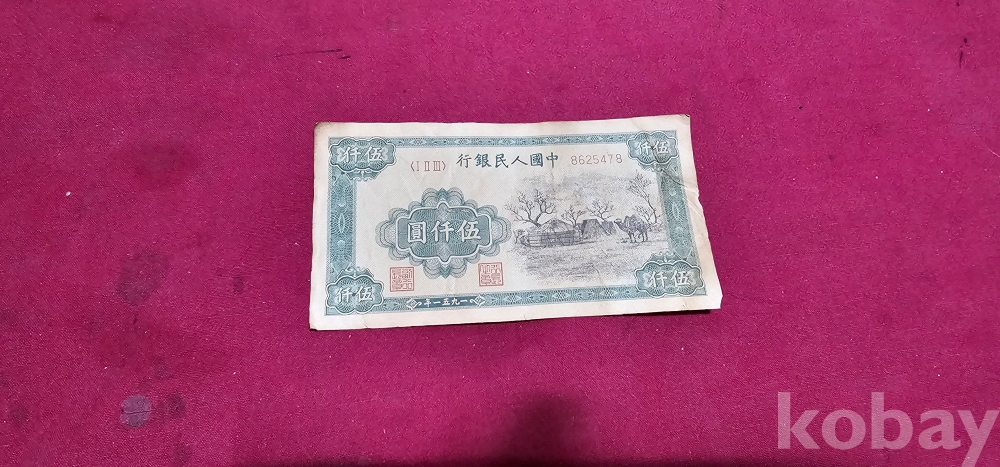 伍仟
〈I II III〉
中國人民銀行
8625478
伍仟
伍仟圓
伍仟
一九五一年
伍仟
kobay